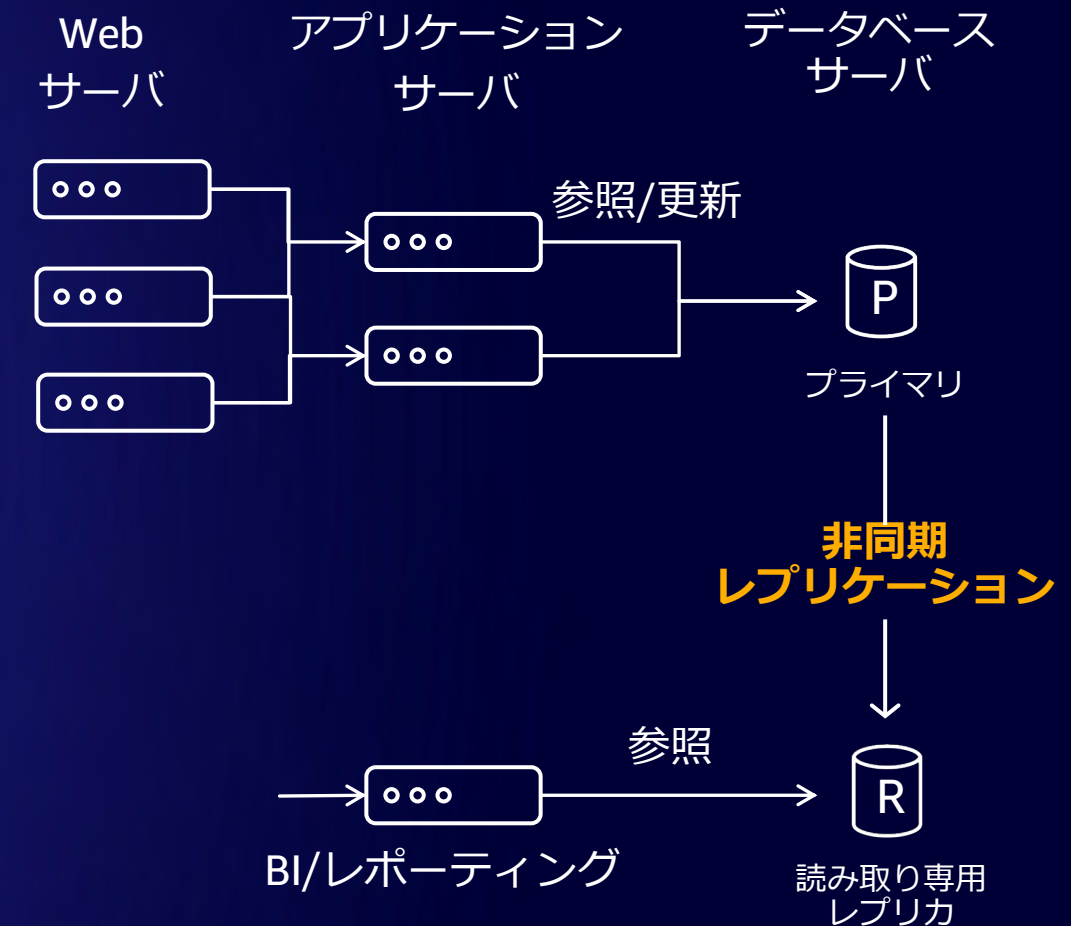 Web
サーバ
アプリケーション
サーバ
データベース
サーバ
参照/更新
P
プライマリ
非同期
レプリケーション
参照
R
BI/レポーティング
読み取り専用
レプリカ